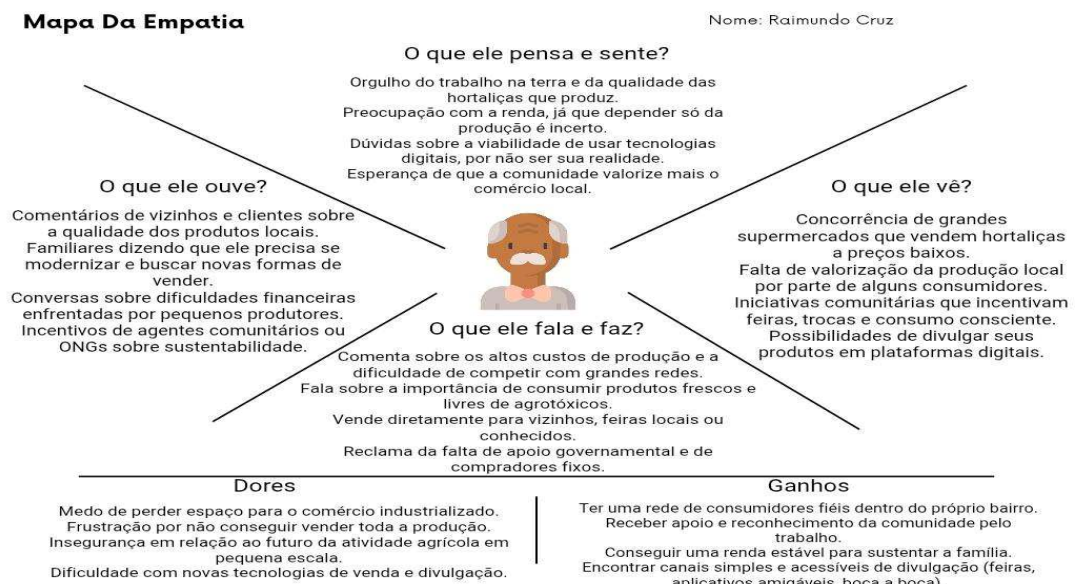 Mapa Da Empatia
Nome: Raimundo Cruz
O que ele pensa e sente?
Orgulho do trabalho na terra e da qualidade das
hortaliças que produz.
Preocupação com a renda, já que depender só da
produção é incerto.
Dúvidas sobre a viabilidade de usar tecnologias
digitais, por não ser sua realidade.
Esperança de que a comunidade valorize mais o
comércio local.
O que ele ouve?
Comentários de vizinhos e clientes sobre
a qualidade dos produtos locais.
Familiares dizendo que ele precisa se
modernizar e buscar novas formas de
vender.
Conversas sobre dificuldades financeiras
enfrentadas por pequenos produtores.
Incentivos de agentes comunitários ou
ONGs sobre sustentabilidade.
O que ele vê?
Concorrência de grandes
supermercados que vendem hortaliças
a preços baixos.
Falta de valorização da produção local
por parte de alguns consumidores.
Iniciativas comunitárias que incentivam
feiras, trocas e consumo consciente.
Possibilidades de divulgar seus
produtos em plataformas digitais.
O que ele fala e faz?
Comenta sobre os altos custos de produção e a
dificuldade de competir com grandes redes.
Fala sobre a importância de consumir produtos frescos e
livres de agrotóxicos.
Vende diretamente para vizinhos, feiras locais ou
conhecidos.
Reclama da falta de apoio governamental e de
compradores fixos.
Dores
Medo de perder espaço para o comércio industrializado.
Frustração por não conseguir vender toda a produção.
Insegurança em relação ao futuro da atividade agrícola em
pequena escala.
Dificuldade com novas tecnologias de venda e divulgação.
Ganhos
Ter uma rede de consumidores fiéis dentro do próprio bairro.
Receber apoio e reconhecimento da comunidade pelo
trabalho.
Conseguir uma renda estável para sustentar a família.
Encontrar canais simples e acessíveis de divulgação (feiras,
aplicativos amigáveis, boca a boca)